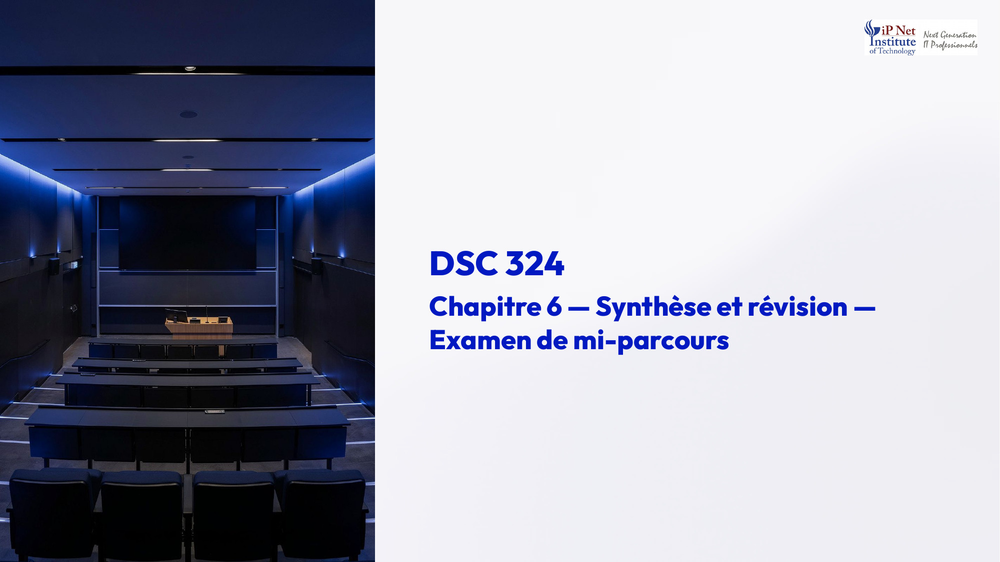 iP Net
Institute
of Technology
Next Generation
IT Professionnels
DSC 324
Chapitre 6 — Synthèse et révision —
Examen de mi-parcours